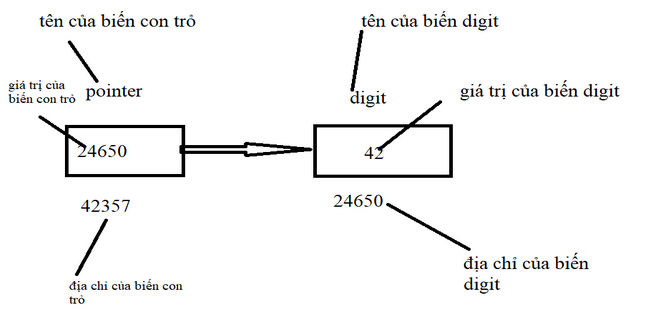 tên của biến con trỏ
tên của biến digit
giá trị của
biến con trỏ
pointer
digit
giá trị của biến digit
24650
42
42357
24650
địa chỉ của biến con
trỏ
địa chỉ của biến
digit